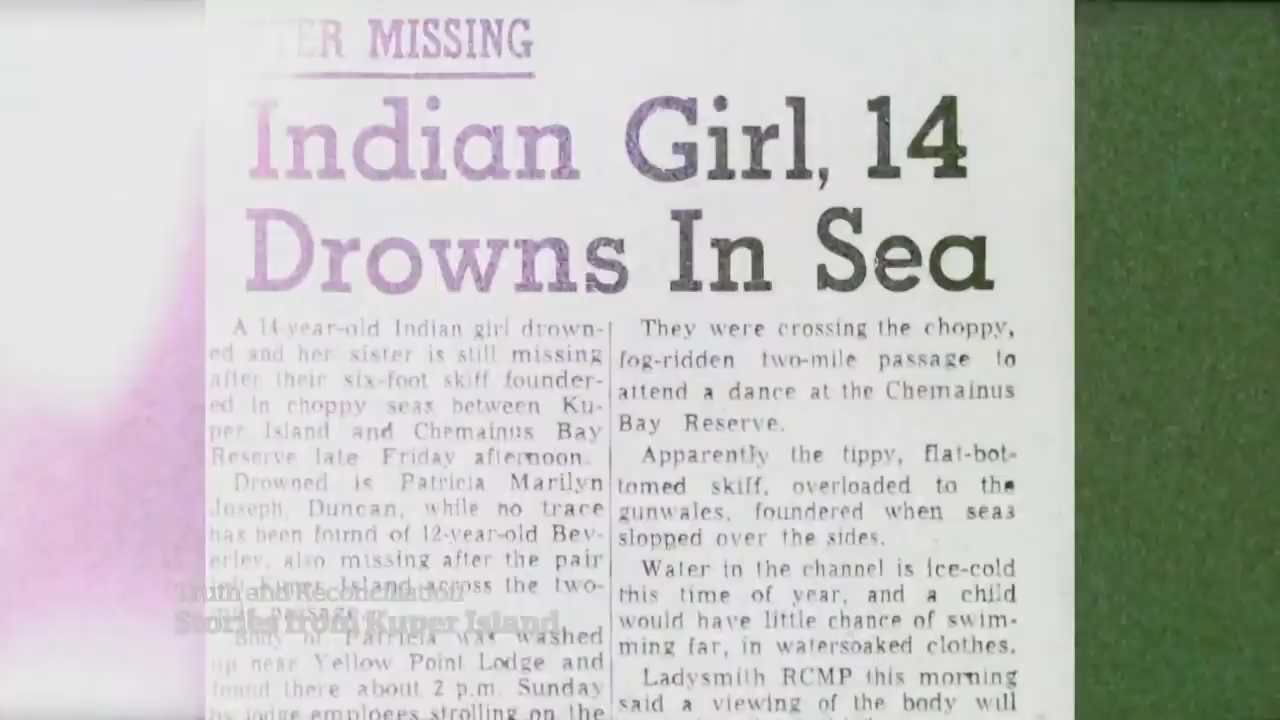 TER MISSING
Indian Girl, 14
Drowns In Sea
A 14-year-old Indian girl drown-
ed and her sister is still missing
after their six-foot skiff founder-
ed in choppy seas between Ku-
per Island and Chemainus Bay
Reserve late Friday afternoon.
Drowned is Patricia Marilyn
Joseph, Duncan, while no trace
has been found of 12-year-old Bev-
erley, also missing after the pair
left Kuper Island across the two-
mile passage.
Body of Patricia was washed
up near Yellow Point Lodge and
found there about 2 p.m. Sunday
by lodge employees strolling on the
They were crossing the choppy,
fog-ridden two-mile passage to
attend a dance at the Chemainus
Bay Reserve.
Apparently the tippy, flat-bot-
tomed skiff, overloaded to the
gunwales, foundered when seas
slopped over the sides.
Water in the channel is ice-cold
this time of year, and a child
would have little chance of swim-
ming far, in watersoaked clothes.
Ladysmith RCMP this morning
said a viewing of the body will
Truth and Reconciliation
Stories from Kuper Island